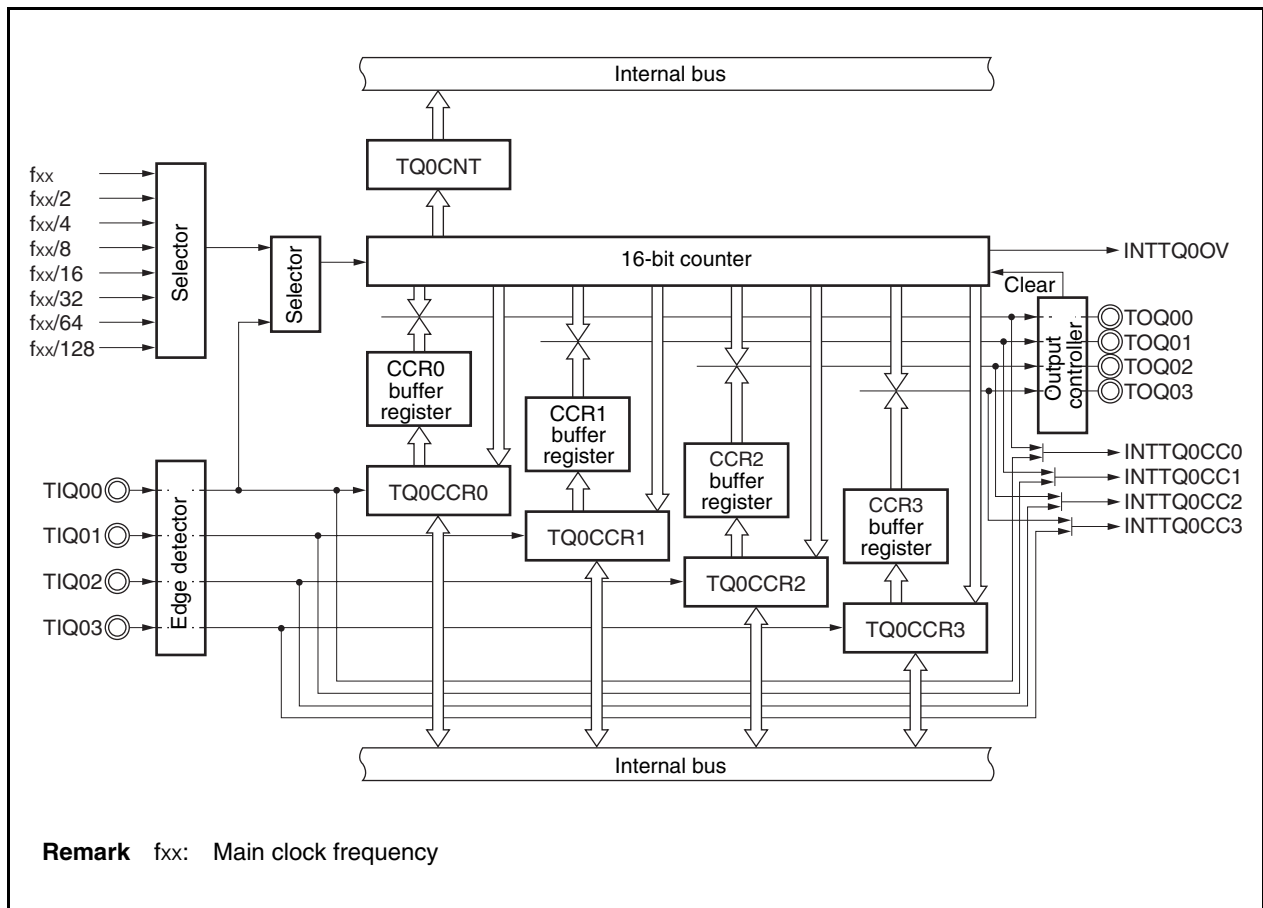 Internal bus
TQ0CNT
fxx
fxx/2
fxx/4
fxx/8
fxx/16
fxx/32
fxx/64
fxx/128
Selector
Selector
16-bit counter
INTTQ0OV
Clear
Output
controller
TOQ00
TOQ01
TOQ02
TOQ03
CCR0
buffer
register
CCR1
buffer
register
CCR2
buffer
register
CCR3
buffer
register
INTTQ0CC0
INTTQ0CC1
INTTQ0CC2
INTTQ0CC3
TIQ00
TIQ01
TIQ02
TIQ03
Edge detector
TQ0CCR0
TQ0CCR1
TQ0CCR2
TQ0CCR3
Internal bus
Remark fxx: Main clock frequency